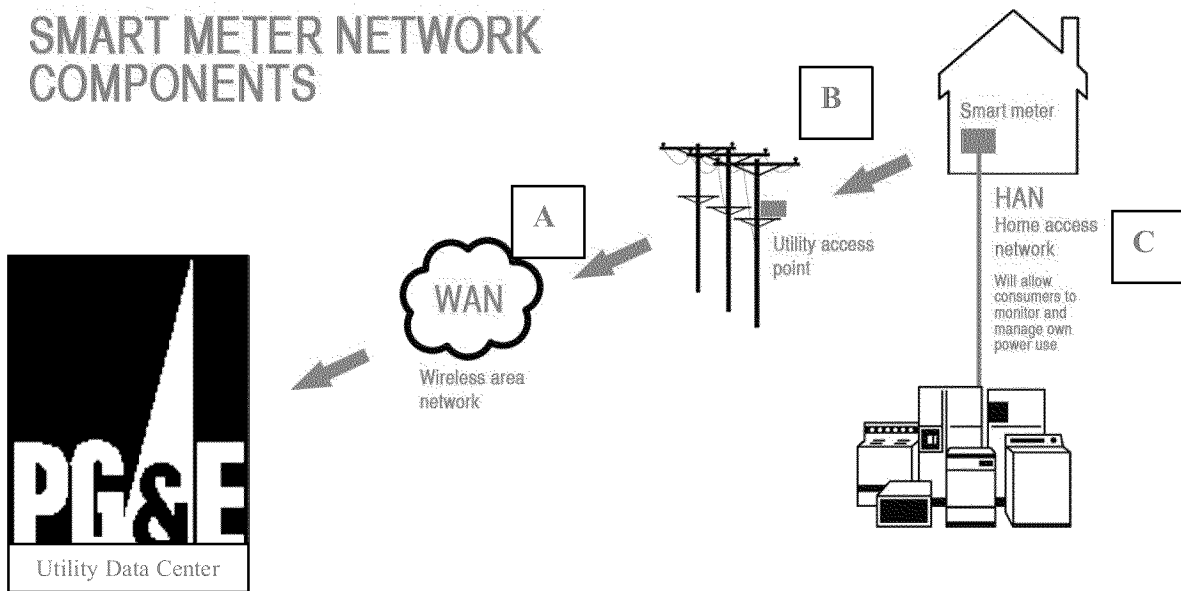 SMART METER NETWORK
COMPONENTS
B
Smart meter
A
HAN
Home access
network
C
Utility access
point
Will allow
consumers to
monitor and
manage own
power use
WAN
Wireless area
network
PG&E
Utility Data Center